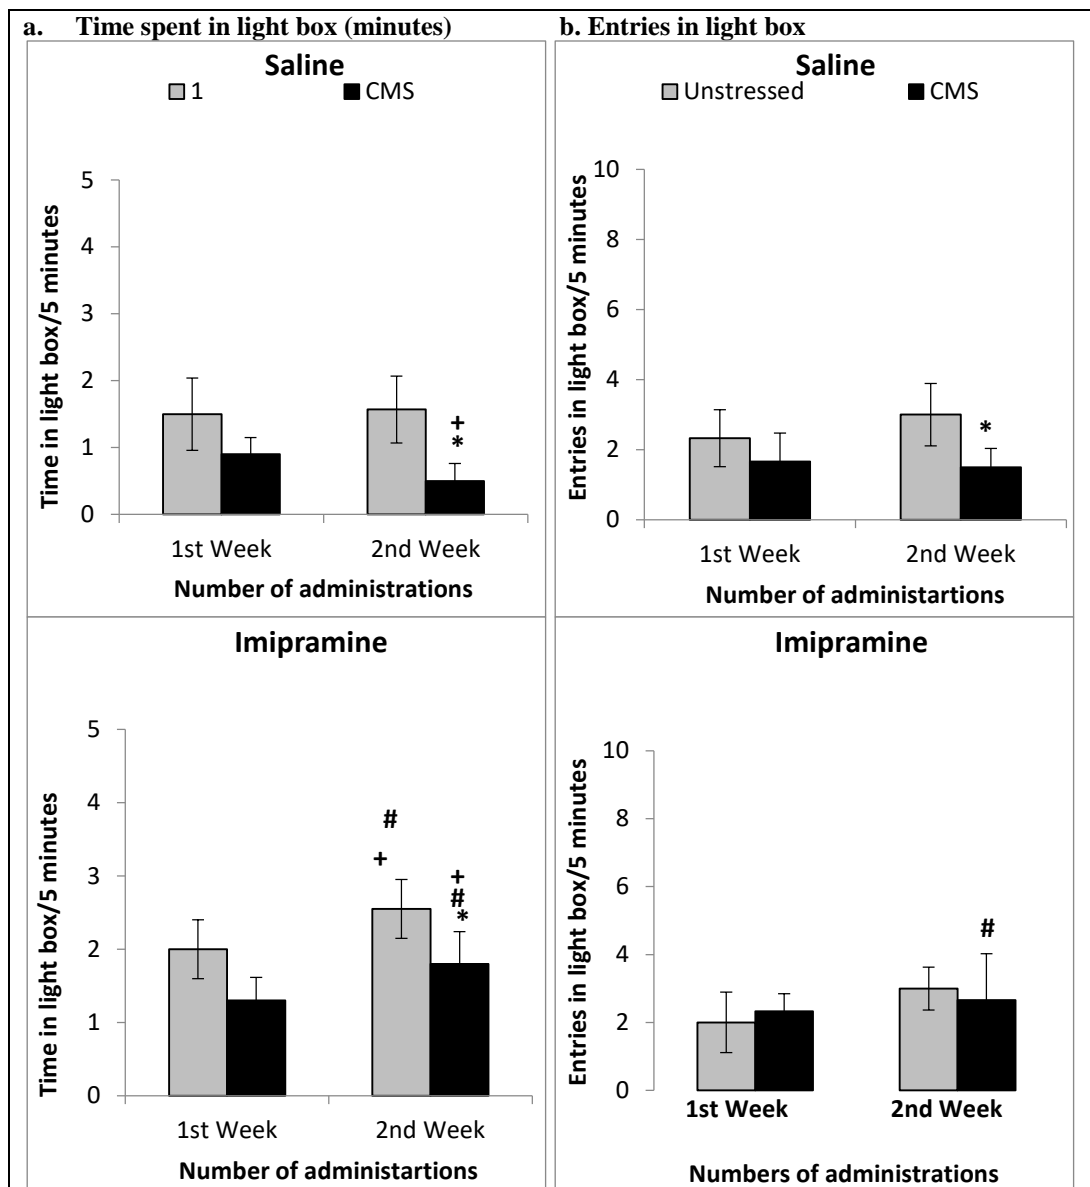 a. Time spent in light box (minutes)
b. Entries in light box
Saline
1 CMS
Time in light box/5 minutes
5
4
3
2
1
0
+
*
1st Week 2nd Week
Number of administrations
Saline
Unstressed CMS
Entries in light box/5 minutes
10
8
6
4
2
0
*
1st Week 2nd Week
Number of administartions
Imipramine
Time in light box/5 minutes
5
4
3
2
1
0
#
+
+
#
*
1st Week 2nd Week
Number of administartions
Imipramine
Entries in light box/5 minutes
10
8
6
4
2
0
#
1st Week 2nd Week
Numbers of administrations